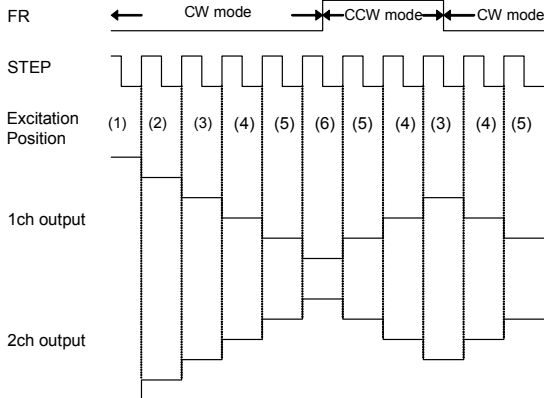 FR
CW mode
CCW mode
CW mode
STEP
Excitation
Position
(1) (2) (3) (4) (5) (6) (5) (4) (3) (4) (5)
1ch output
2ch output